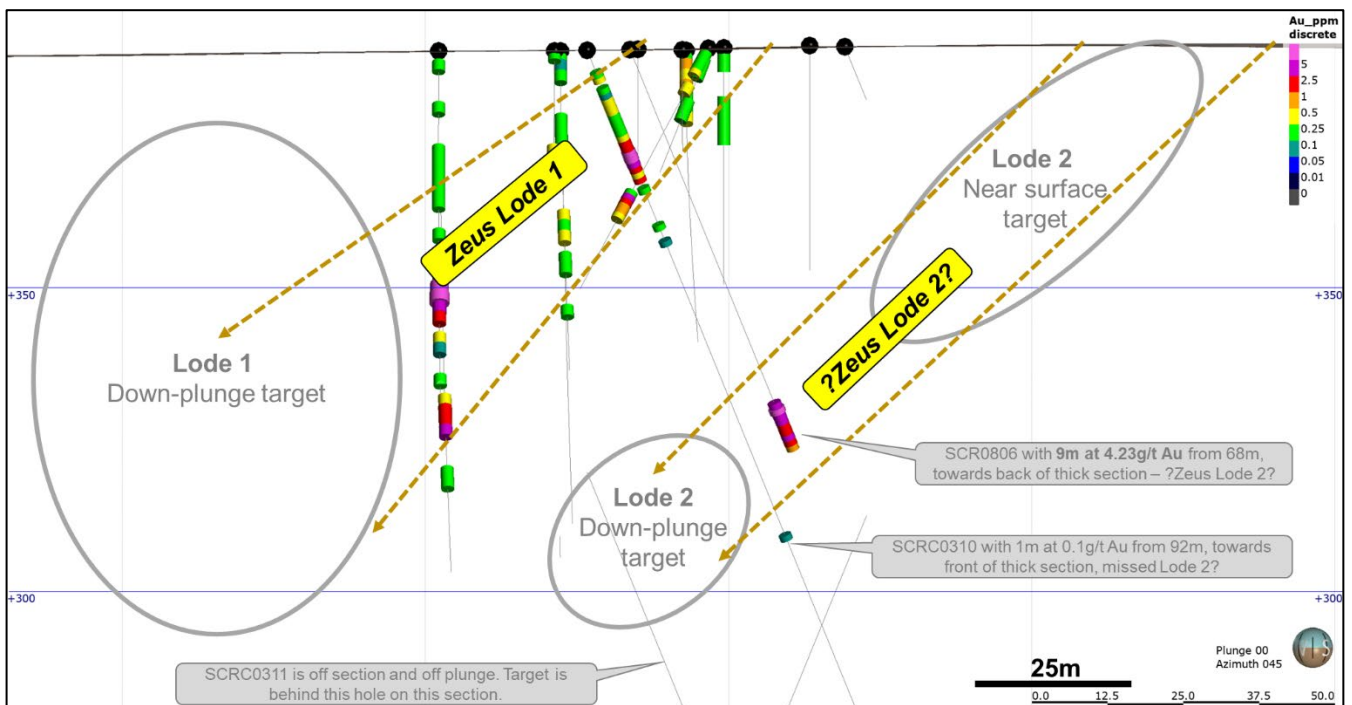 Au_ppm
discrete
5
2.5
1
0.5
0.25
0.1
0.05
0.01
0
Zeus Lode 1
Lode 2
Near surface
target
+350
+350
Lode 1
Down-plunge target
?Zeus Lode 2?
SCR0806 with 9m at 4.23g/t Au from 68m,
towards back of thick section – ?Zeus Lode 2?
Lode 2
Down-plunge
target
SCRC0310 with 1m at 0.1g/t Au from 92m, towards
front of thick section, missed Lode 2?
+300
+300
SCRC0311 is off section and off plunge. Target is
behind this hole on this section.
Plunge 00
Azimuth 045
25m
0.0
12.5
25.0
37.5
50.0